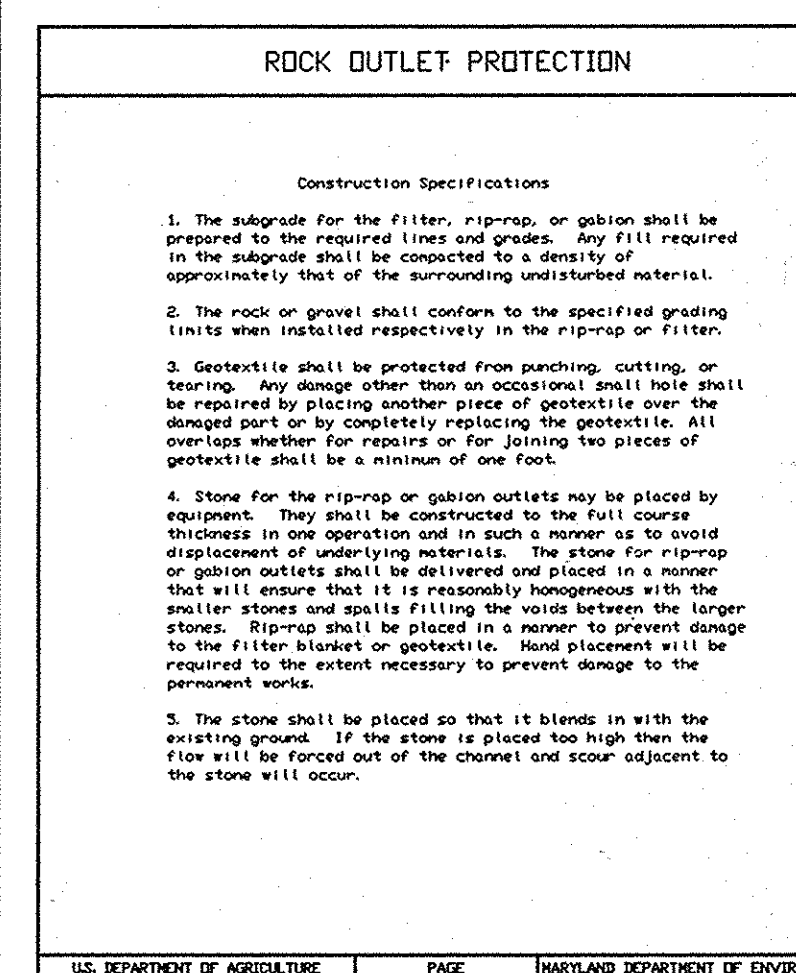 ROCK OUTLET PROTECTION
Construction Specifications
1. The subgrade for the filter, rip-rap, or gabion shall be
prepared to the required lines and grades. Any fill required
in the subgrade shall be compacted to a density of
approximately that of the surrounding undisturbed material.
2. The rock or gravel shall conform to the specified grading
limits when installed respectively in the rip-rap or filter.
3. Geotextile shall be protected from punching, cutting, or
tearing. Any damage other than an occasional small hole shall
be repaired by placing another piece of geotextile over the
damaged part or by completely replacing the geotextile. All
overlaps whether for repairs or for joining two pieces of
geotextile shall be a minimum of one foot.
4. Stone for the rip-rap or gabion outlets may be placed by
equipment. They shall be constructed to the full course
thickness in one operation and in such a manner as to avoid
displacement of underlying materials. The stone for rip-rap
or gabion outlets shall be delivered and placed in a manner
that will ensure that it is reasonably homogeneous with the
smaller stones and spalls filling the voids between the larger
stones. Rip-rap shall be placed in a manner to prevent damage
to the filter blanket or geotextile. Hand placement will be
required to the extent necessary to prevent damage to the
permanent works.
5. The stone shall be placed so that it blends in with the
existing ground. If the stone is placed too high then the
flow will be forced out of the channel and scour adjacent to
the stone will occur.
U.S. DEPARTMENT OF AGRICULTURE PAGE MARYLAND DEPARTMENT OF ENVIR